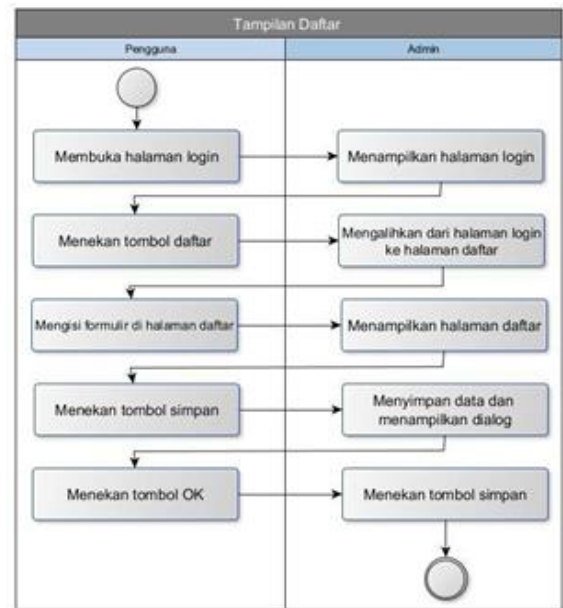 Tampilan Daftar
Pengguna
Admin
Membuka halaman login
Menampilkan halaman login
Menekan tombol daftar
Mengalihkan dari halaman login
ke halaman daftar
Mengisi formulir di halaman daftar
Menampilkan halaman daftar
Menekan tombol simpan
Menyimpan data dan
menampilkan dialog
Menekan tombol OK
Menekan tombol simpan